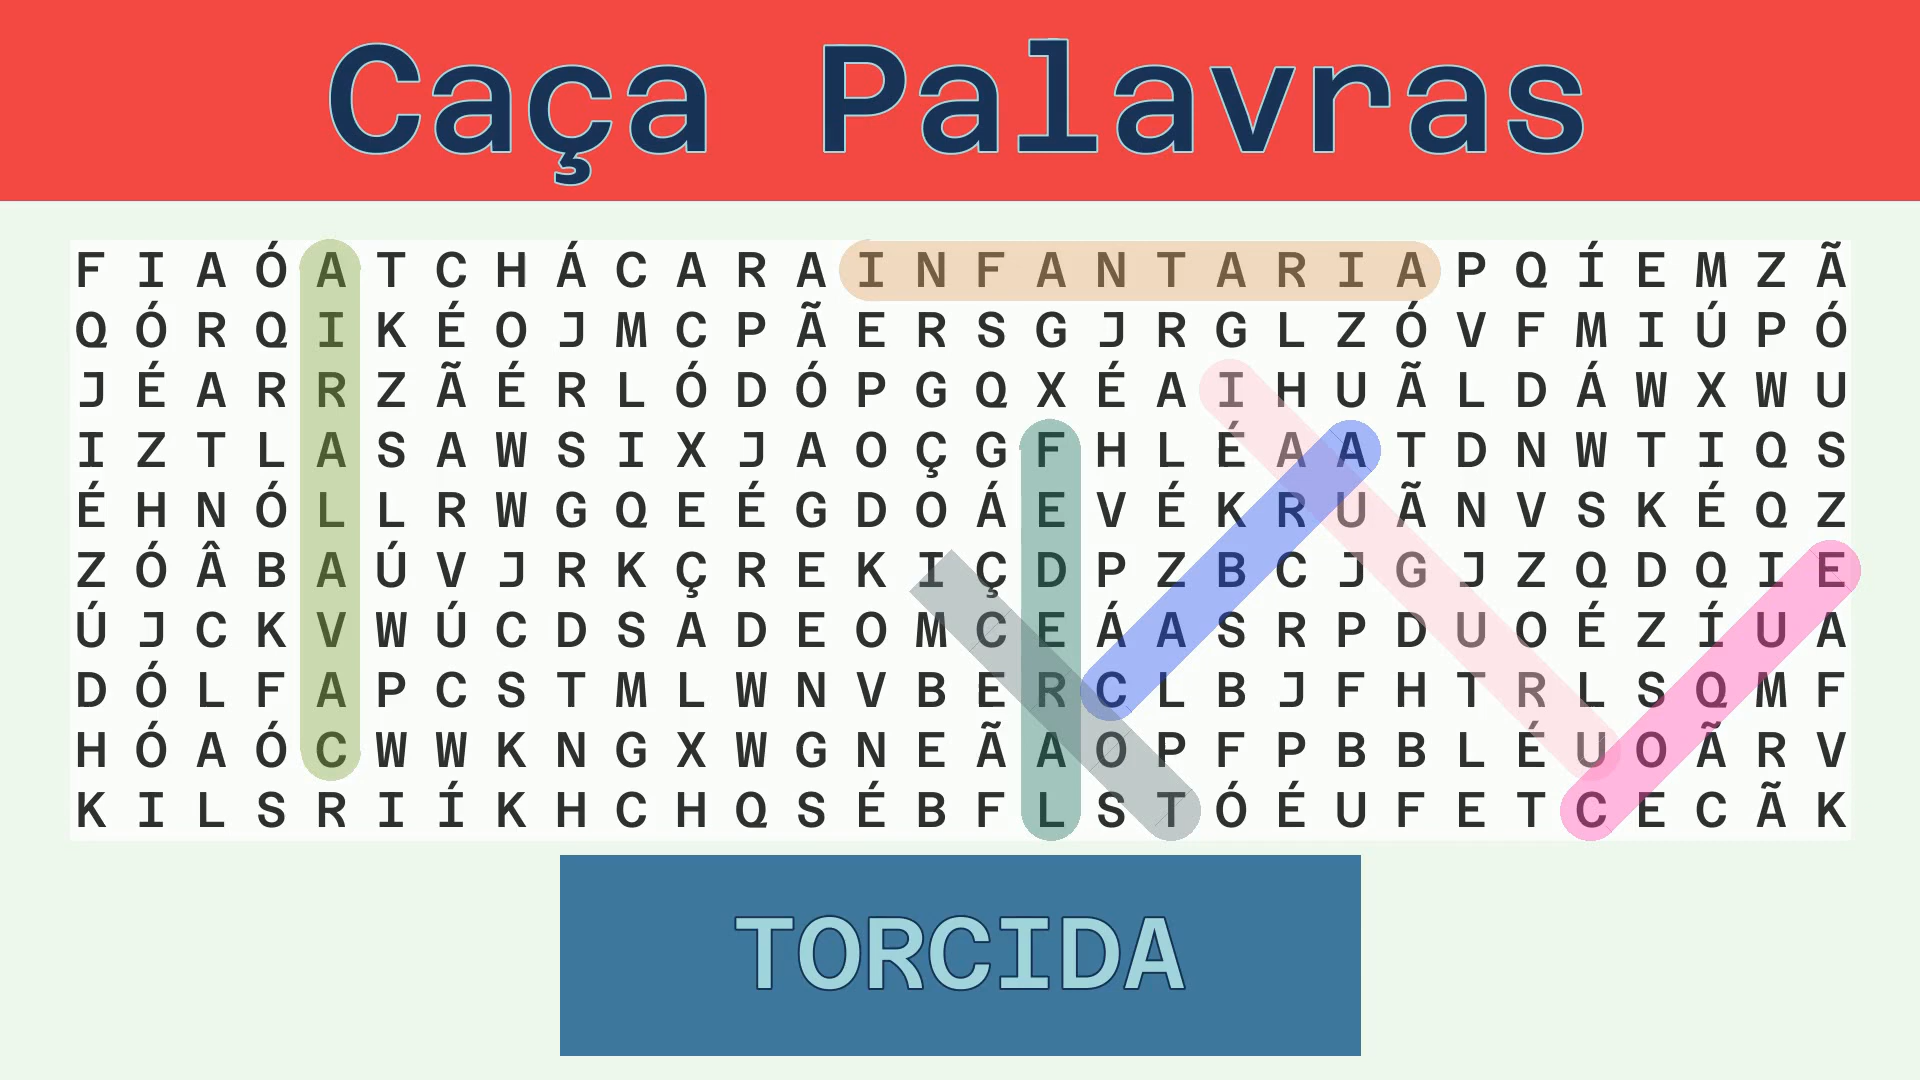 Caça Palavras
F I A Ó A T C H Á C A R A I N F A N T A R I A P Q Í E M Z Ã
Q Ó R Q I K É O J M C P Ã E R S G J R G L Z Ó V F M I Ú P Ó
J É A R R Z Ã É R L Ó D Ó P G Q X É A I H U Ã L D Á W X W U
I Z T L A S A W S I X J A O Ç G F H L É A A T D N W T I Q S
É H N Ó L L R W G Q E É G D O Á E V É K R U Ã N V S K É Q Z
Z Ó Â B A Ú V J R K Ç R E K I Ç D P Z B C J G J Z Q D Q I E
Ú J C K V W Ú C D S A D E O M C E Á A S R P D U O É Z Í U A
D Ó L F A P C S T M L W N V B E R C L B J F H T R L S Q M F
H Ó A Ó C W W K N G X W G N E Ã A O P F P B B L É U O Ã R V
K I L S R I Í K H C H Q S É B F L S T Ó É U F E T C E C Ã K
TORCIDA